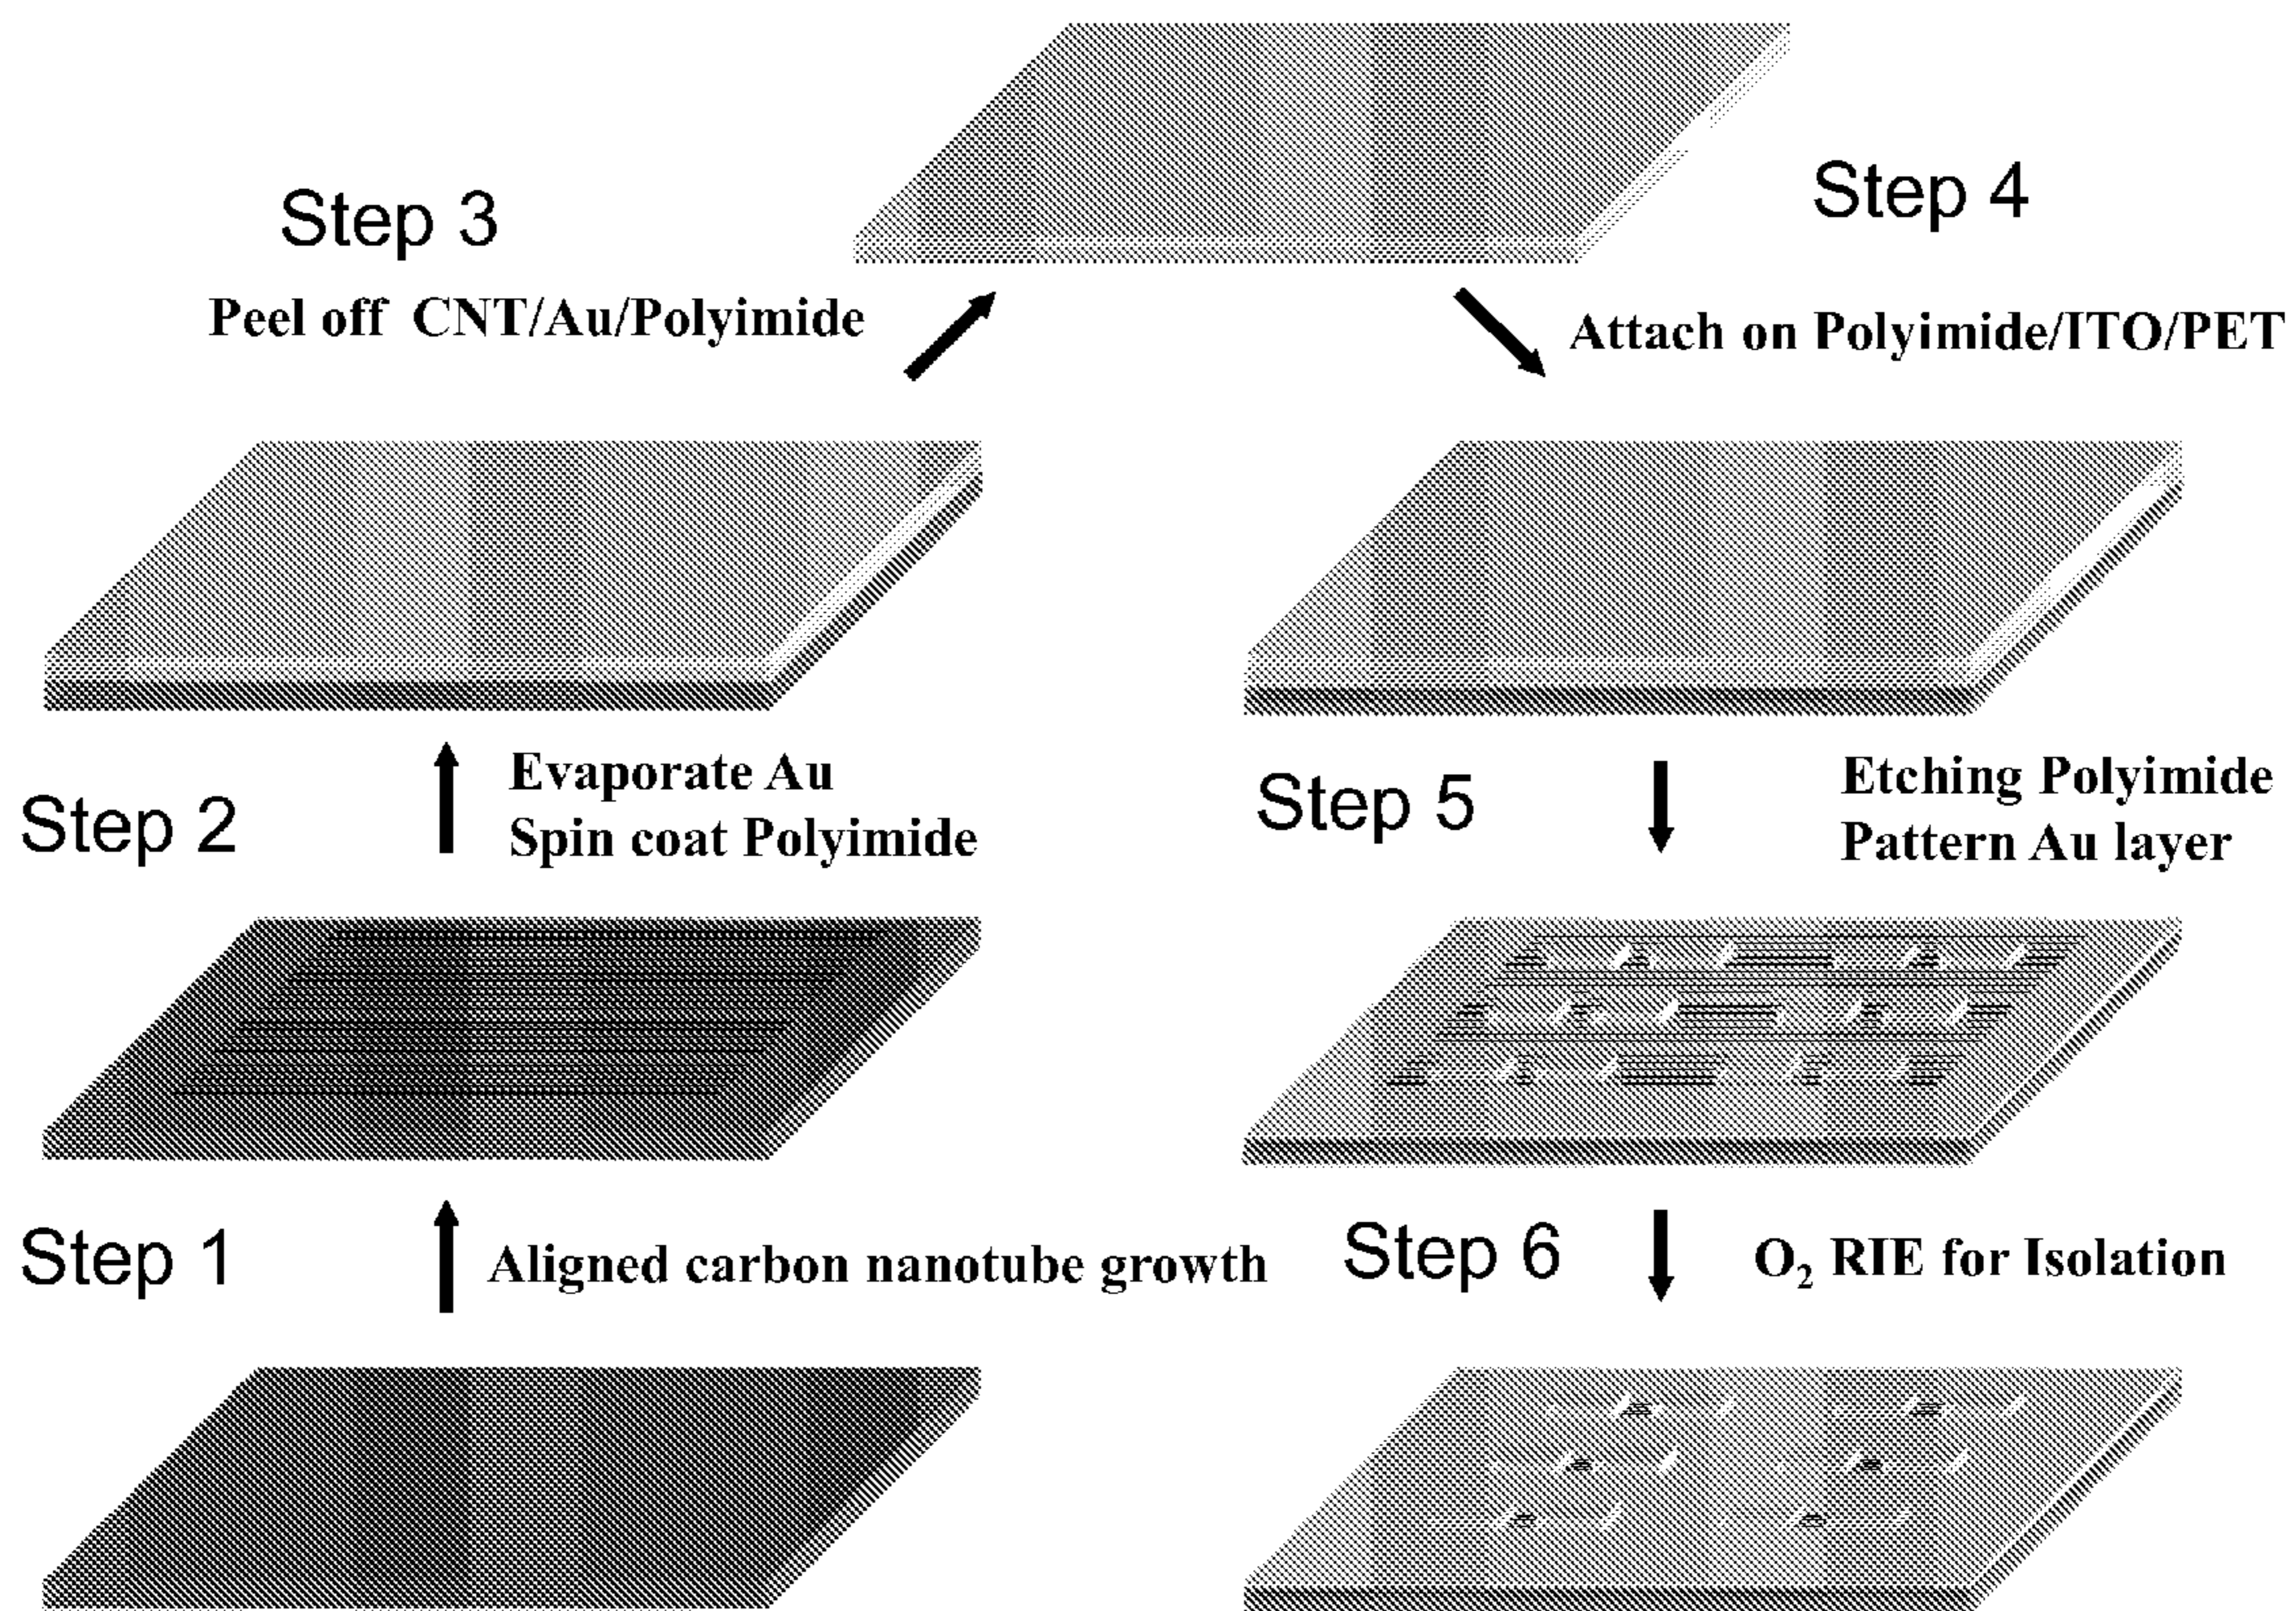 Step 3
Peel off CNT/Au/Polyimide
Step 4
Attach on Polyimide/ITO/PET
Step 2
Evaporate Au
Spin coat Polyimide
Step 5
Etching Polyimide
Pattern Au layer
Step 1
Aligned carbon nanotube growth
Step 6
O₂ RIE for Isolation